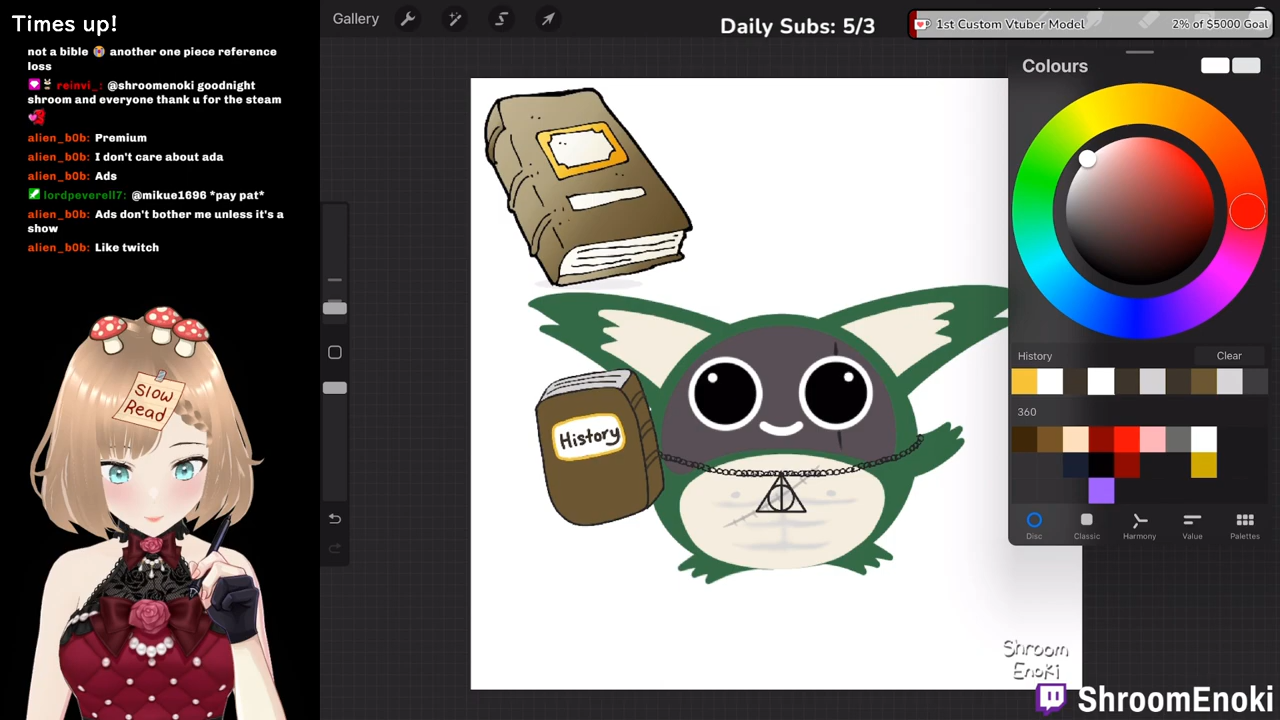 Times up!
not a bible 😭 another one piece reference
loss
reinvi_: @shroomenoki goodnight
shroom and everyone thank u for the steam
alien_b0b: Premium
alien_b0b: I don't care about ada
alien_b0b: Ads
lordpeverell7: @mikue1696 *pay pat*
alien_b0b: Ads don't bother me unless it's a
show
alien_b0b: Like twitch
Slow
Read
Gallery
Daily Subs: 5/3
1st Custom Vtuber Model 2% of $5000 Goal
Colours
History Clear
360
Disc Classic Harmony Value Palettes
History
Shroom
Enoki
ShroomEnoki